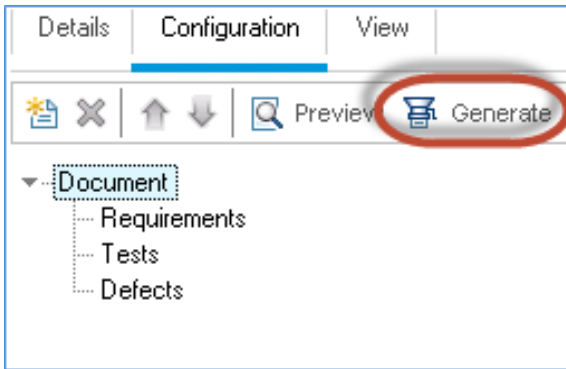 Details Configuration View
Preview Generate
Document
Requirements
Tests
Defects